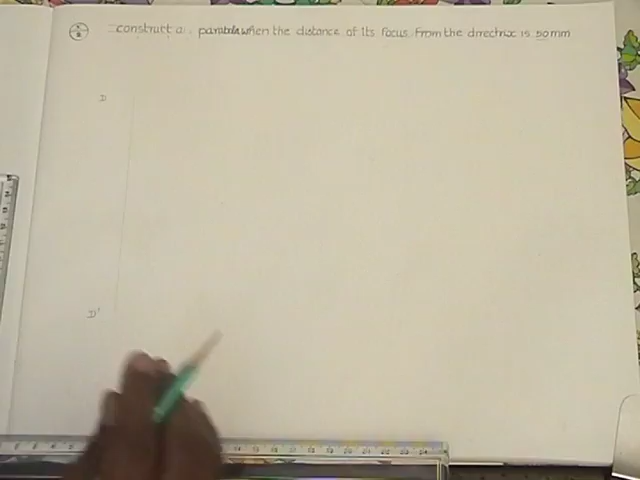 construct a parabola when the distance of its focus from the directrix is 50mm
D
D'